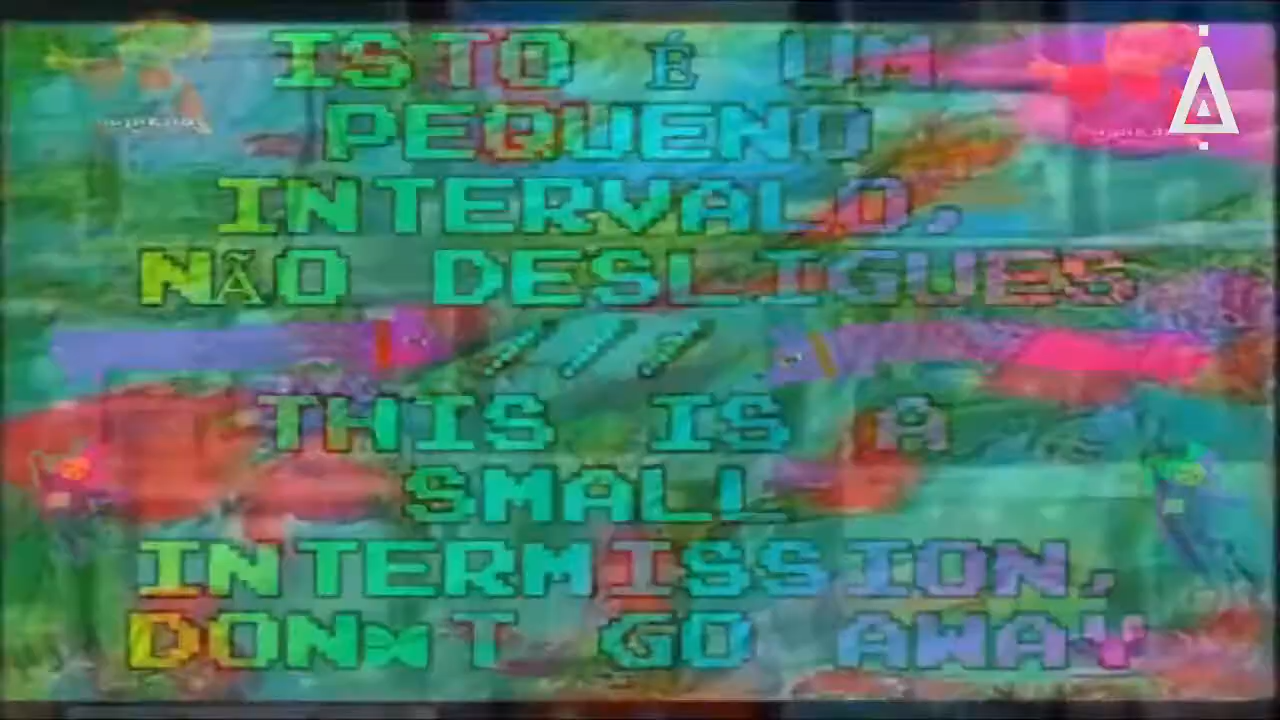 ISTO É UM
PEQUENO
INTERVALO,
NÃO DESLIGUES
///
THIS IS A
SMALL
INTERMISSION,
DON T GO AWAY